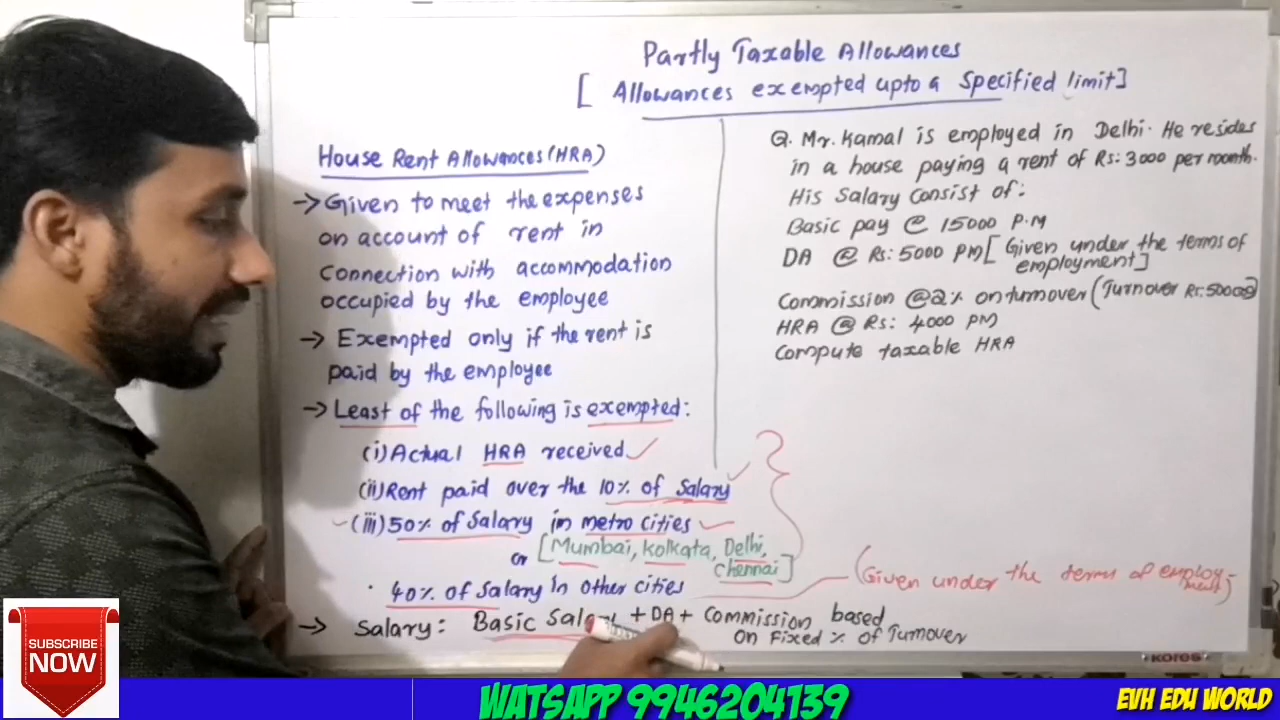 Partly Taxable Allowances
[ Allowances exempted upto a Specified limit]
House Rent Allowances (HRA)
→ Given to meet the expenses
on account of rent in
connection with accommodation
occupied by the employee
→ Exempted only if the rent is
paid by the employee
→ Least of the following is exempted:
(i) Actual HRA received ✓
(ii) Rent paid over the 10% of Salary
(iii) 50% of Salary in metro cities
or [Mumbai, Kolkata, Delhi,
Chennai]
40% of Salary in other cities
(Given under the terms of employ-
ment)
→ Salary: Basic Salary + DA + Commission based
on Fixed % of Turnover
Q. Mr. Kamal is employed in Delhi. He resides
in a house paying a rent of Rs: 3000 per month.
His Salary Consist of:
Basic pay @ 15000 P.M
DA @ Rs: 5000 PM [Given under the terms of
employment]
Commission @2% on turnover (Turnover Rs:
HRA @ Rs: 4000 PM
Compute taxable HRA
Kores
SUBSCRIBE
NOW
WATSAPP 9946204139
EVH EDU WORLD